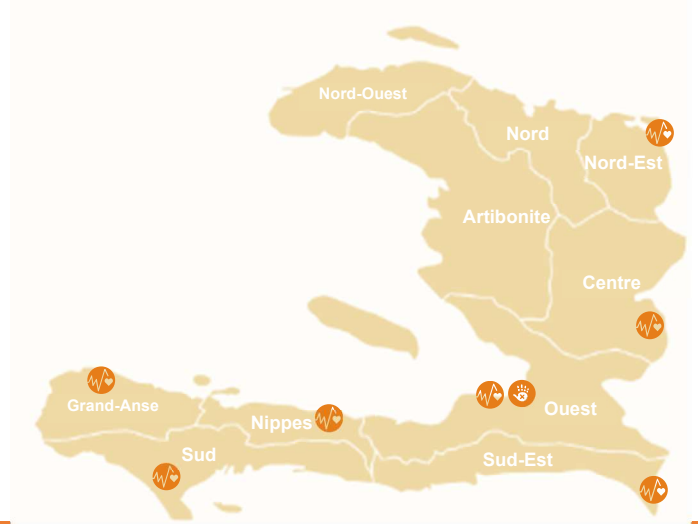 Nord-Ouest
Nord
Nord-Est
Artibonite
Centre
Grand-Anse
Nippes
Ouest
Sud
Sud-Est